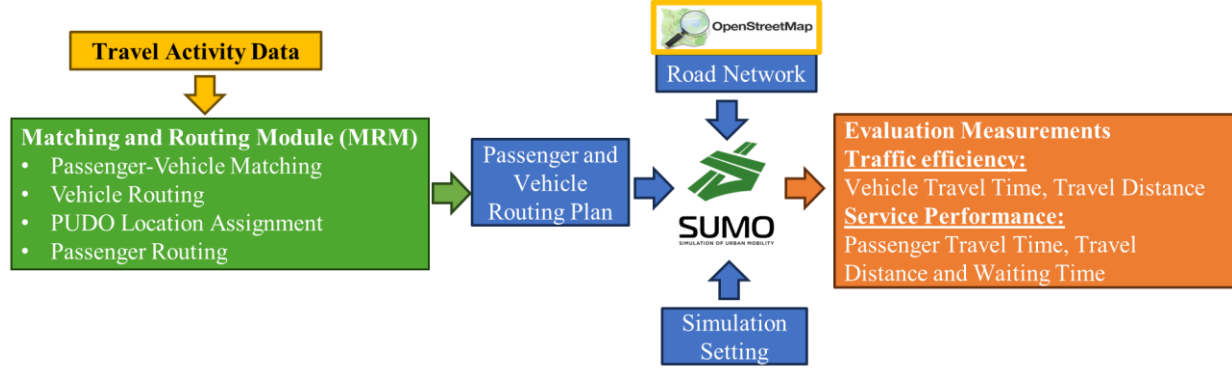 Travel Activity Data
Matching and Routing Module (MRM)
• Passenger-Vehicle Matching
• Vehicle Routing
• PUDO Location Assignment
• Passenger Routing
Passenger and
Vehicle
Routing Plan
OpenStreetMap
Road Network
SUMO
SIMULATION OF URBAN MOBILITY
Simulation
Setting
Evaluation Measurements
Traffic efficiency:
Vehicle Travel Time, Travel Distance
Service Performance:
Passenger Travel Time, Travel
Distance and Waiting Time